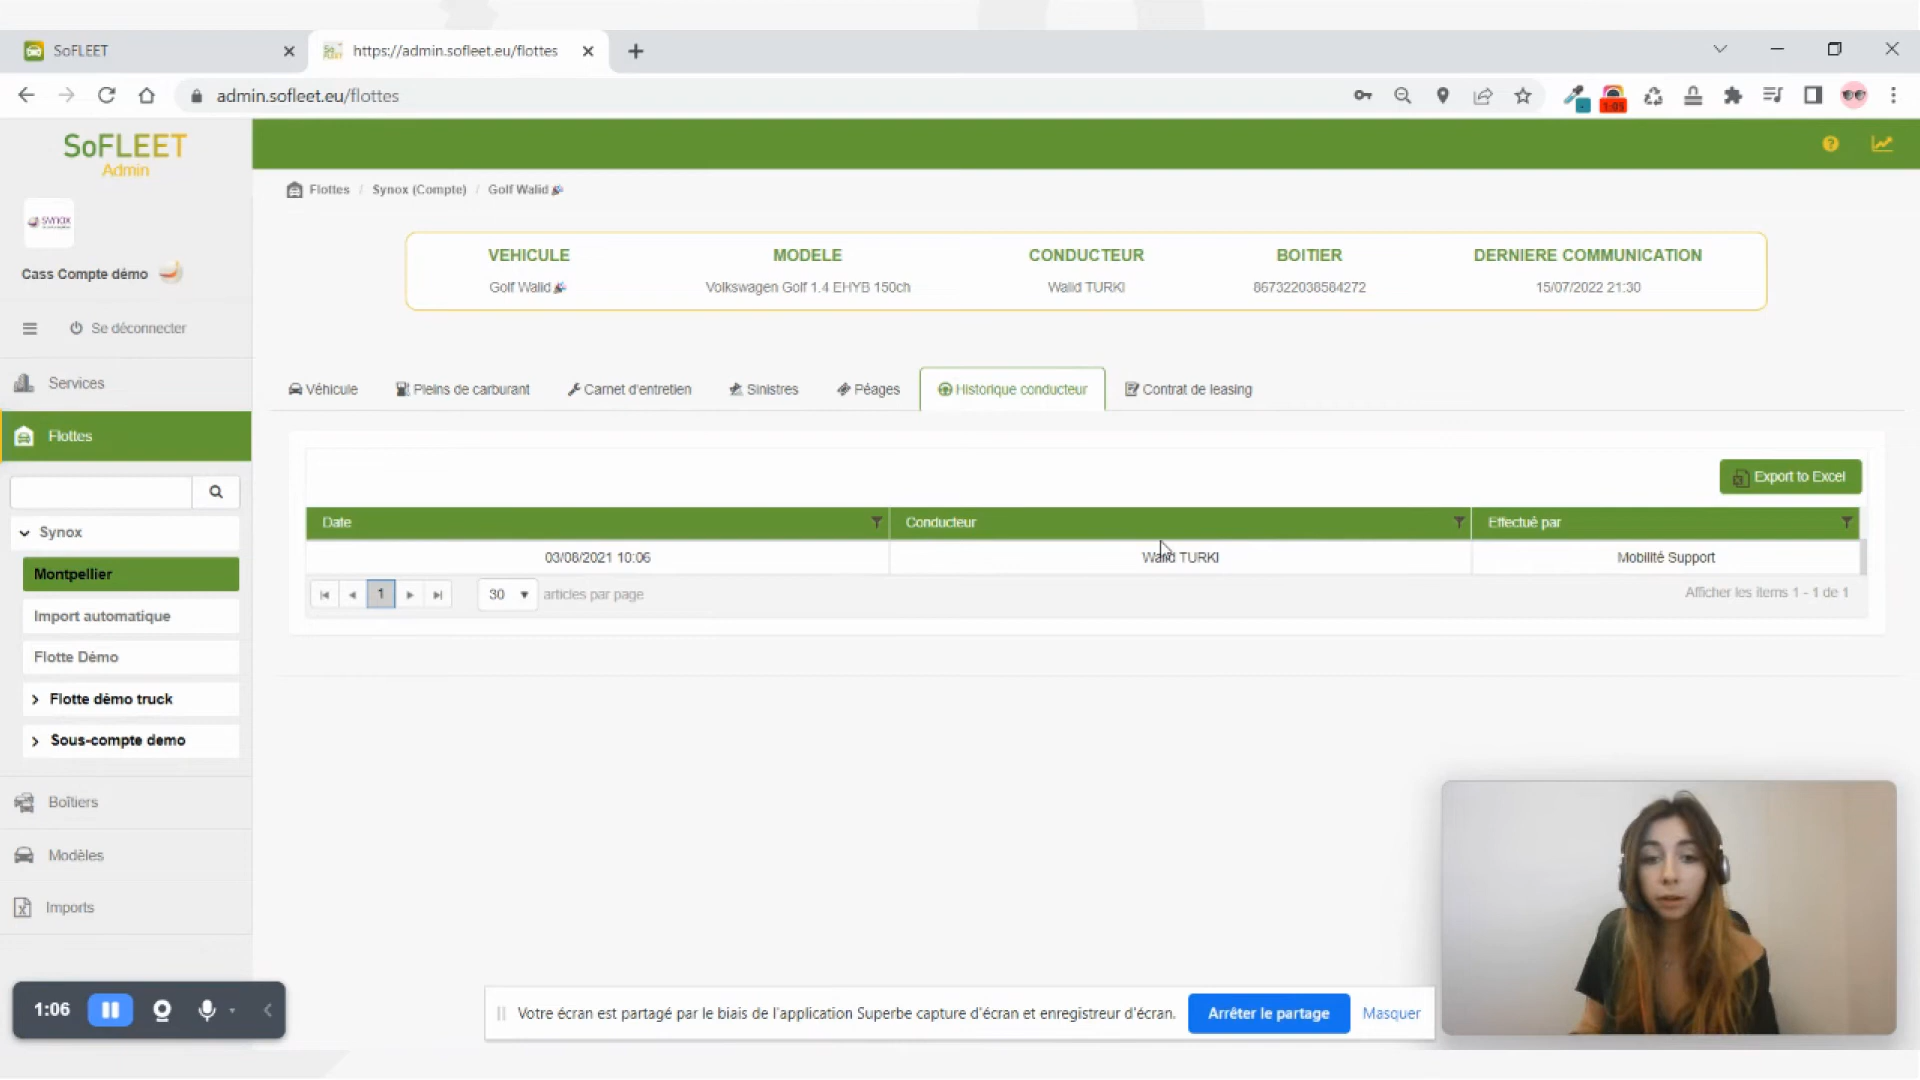 SoFLEET
https://admin.sofleet.eu/flottes
admin.sofleet.eu/flottes
1:05
SoFLEET
Admin
synox
Cass Compte démo
Se déconnecter
Services
Flottes
Synox
Montpellier
Import automatique
Flotte Démo
Flotte démo truck
Sous-compte demo
Boîtiers
Modèles
Imports
Flottes / Synox (Compte) / Golf Walid
VEHICULE MODELE CONDUCTEUR BOITIER DERNIERE COMMUNICATION
Golf Walid Volkswagen Golf 1.4 EHYB 150ch Walid TURKI 867322038584272 15/07/2022 21:30
Véhicule Pleins de carburant Carnet d'entretien Sinistres Péages Historique conducteur Contrat de leasing
Export to Excel
Date Conducteur Effectué par
03/08/2021 10:06 Walid TURKI Mobilité Support
1 30 articles par page Afficher les items 1 - 1 de 1
1:06
Votre écran est partagé par le biais de l'application Superbe capture d'écran et enregistreur d'écran. Arrêter le partage Masquer